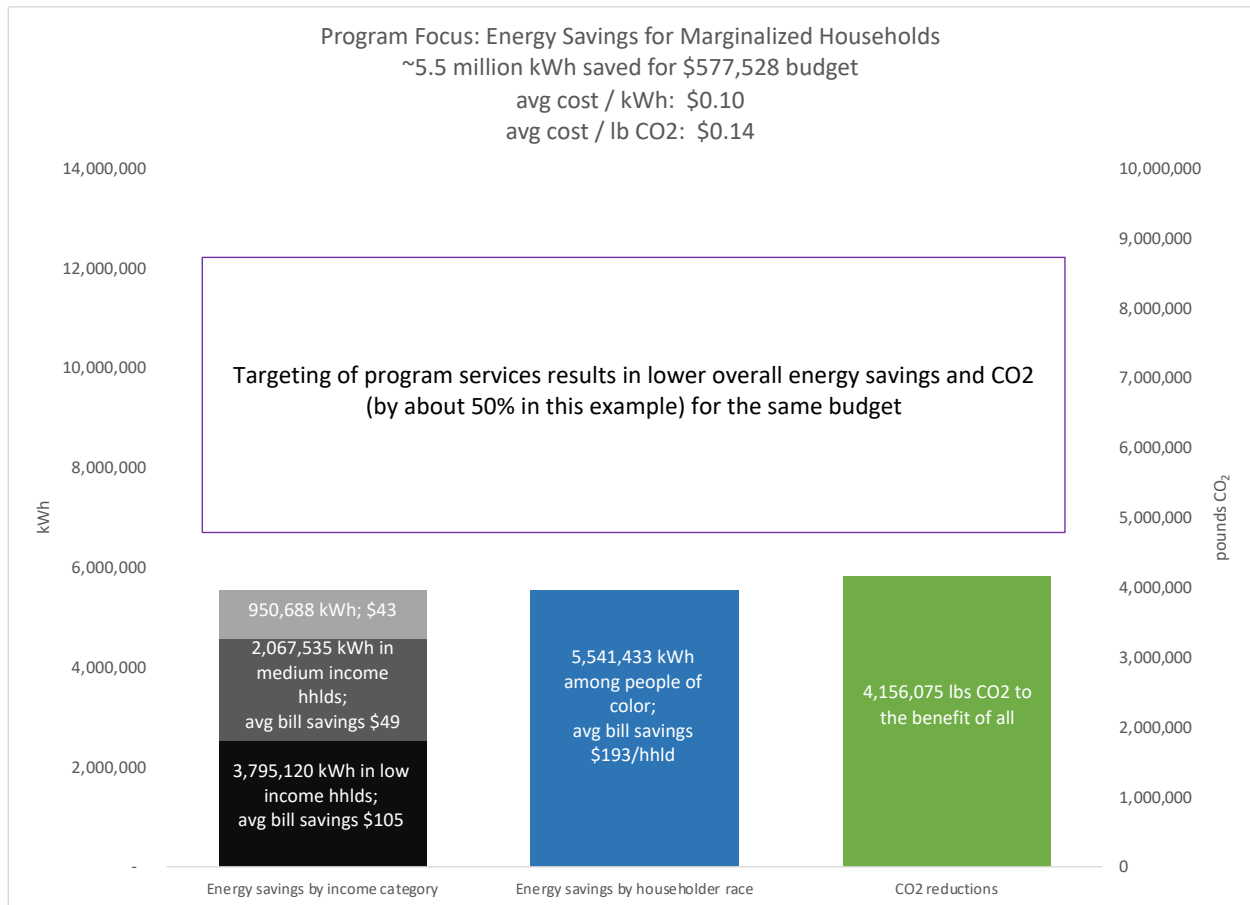 Program Focus: Energy Savings for Marginalized Households
~5.5 million kWh saved for $577,528 budget
avg cost / kWh:  $0.10
avg cost / lb CO2:  $0.14
14,000,000
12,000,000
10,000,000
8,000,000
6,000,000
4,000,000
2,000,000
-
kWh
Targeting of program services results in lower overall energy savings and CO2
(by about 50% in this example) for the same budget
950,688 kWh; $43
2,067,535 kWh in
medium income
hhlds;
avg bill savings $49
3,795,120 kWh in low
income hhlds;
avg bill savings $105
5,541,433 kWh
among people of
color;
avg bill savings
$193/hhld
4,156,075 lbs CO2 to
the benefit of all
10,000,000
9,000,000
8,000,000
7,000,000
6,000,000
5,000,000
4,000,000
3,000,000
2,000,000
1,000,000
0
pounds CO₂
Energy savings by income category
Energy savings by householder race
CO2 reductions